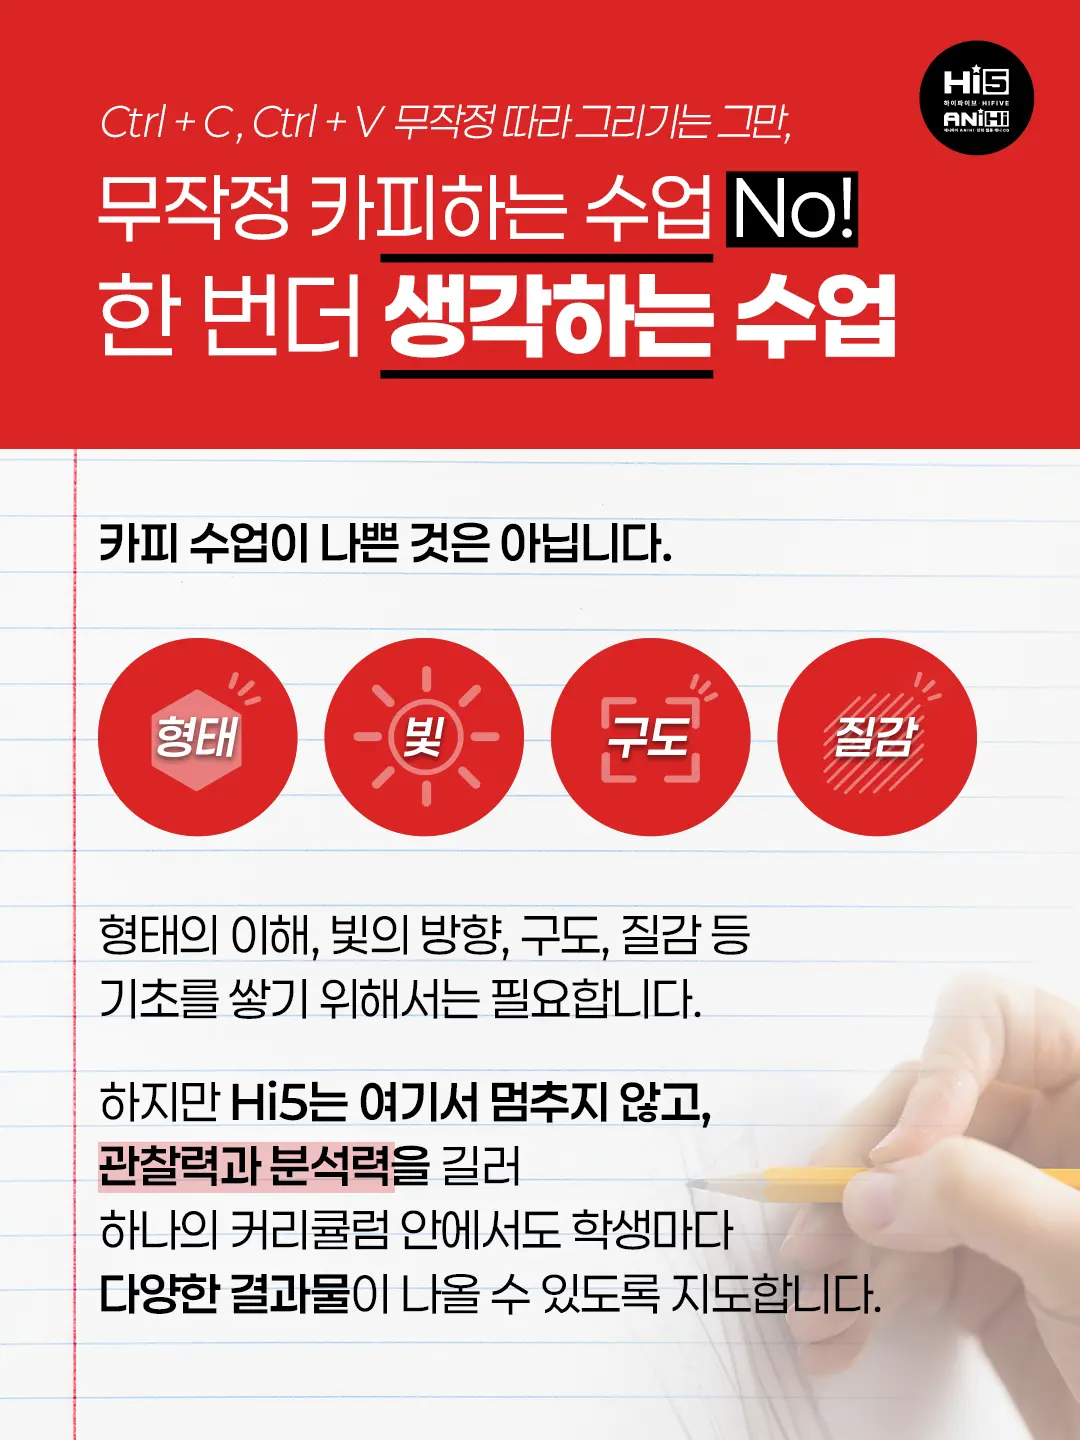 Hi5
하이파이브 HIFIVE
ANiHi
Ctrl + C , Ctrl + V 무작정 따라 그리기는 그만,
무작정 카피하는 수업 No!
한 번더 생각하는 수업
카피 수업이 나쁜 것은 아닙니다.
형태 빛 구도 질감
형태의 이해, 빛의 방향, 구도, 질감 등
기초를 쌓기 위해서는 필요합니다.
하지만 Hi5는 여기서 멈추지 않고,
관찰력과 분석력을 길러
하나의 커리큘럼 안에서도 학생마다
다양한 결과물이 나올 수 있도록 지도합니다.